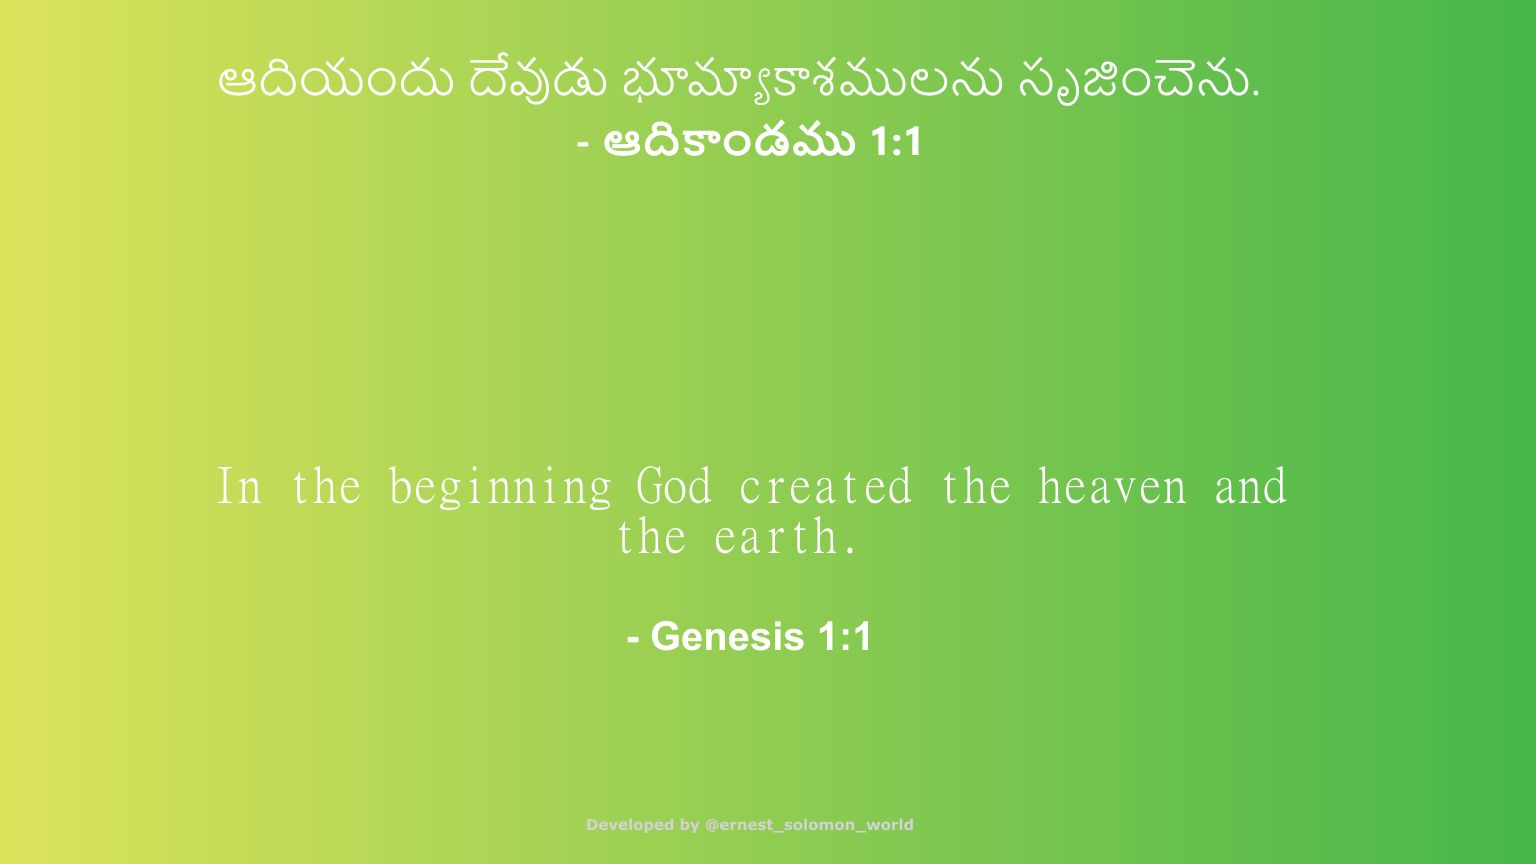 ఆదియందు దేవుడు భూమ్యాకాశములను సృజించెను.
- ఆదికాండము 1:1
In the beginning God created the heaven and
the earth.
- Genesis 1:1
Developed by @ernest_solomon_world